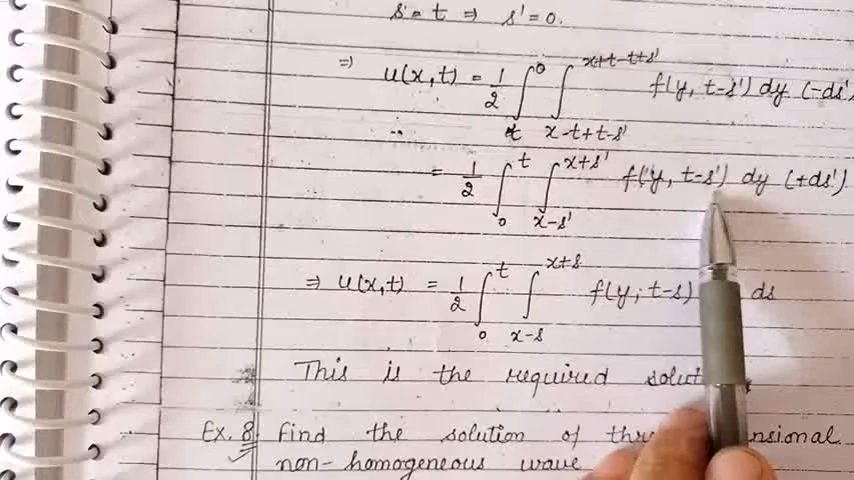 s = t ⇒ s' = 0.
⇒ u(x,t) = 1/2 ∫_t^0 ∫_{x-t+t-s'}^{x+t-t+s'} f(y, t-s') dy (-ds'
= 1/2 ∫_0^t ∫_{x-s'}^{x+s'} f(y, t-s') dy (+ds')
⇒ u(x,t) = 1/2 ∫_0^t ∫_{x-s}^{x+s} f(y, t-s) ds
This is the required
Ex. 8 Find the solution of
non-homogeneous wave